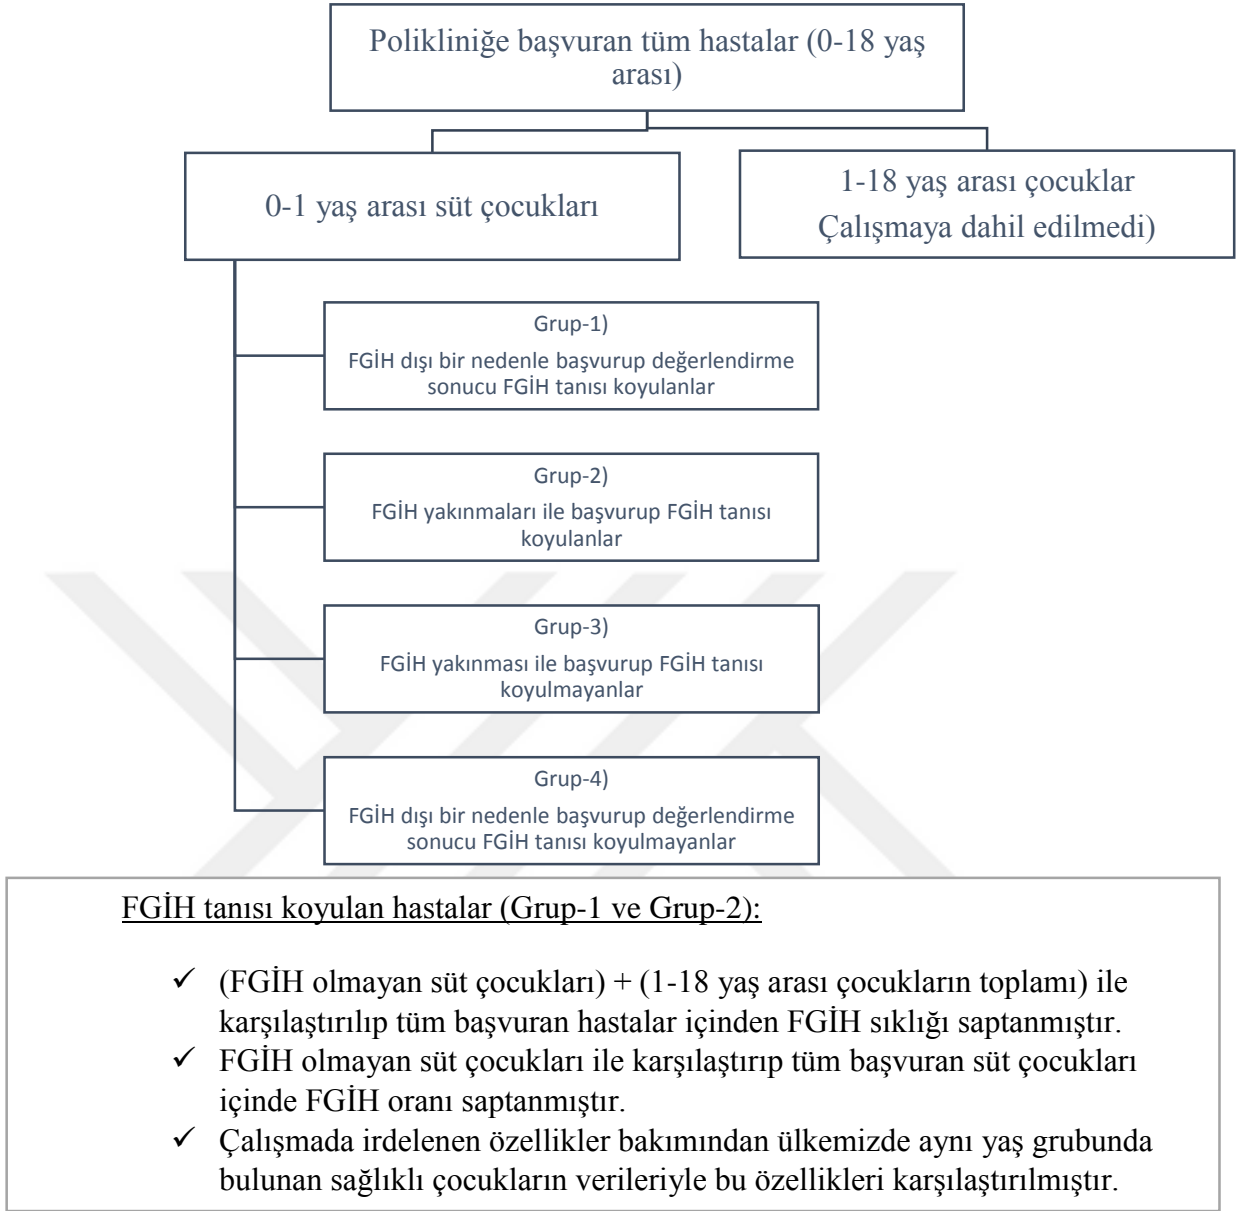 Polikliniğe başvuran tüm hastalar (0-18 yaş
arası)
0-1 yaş arası süt çocukları
1-18 yaş arası çocuklar
Çalışmaya dahil edilmedi)
Grup-1)
FGİH dışı bir nedenle başvurup değerlendirme
sonucu FGİH tanısı koyulanlar
Grup-2)
FGİH yakınmaları ile başvurup FGİH tanısı
koyulanlar
Grup-3)
FGİH yakınması ile başvurup FGİH tanısı
koyulmayanlar
Grup-4)
FGİH dışı bir nedenle başvurup değerlendirme
sonucu FGİH tanısı koyulmayanlar
FGİH tanısı koyulan hastalar (Grup-1 ve Grup-2):
✓ (FGİH olmayan süt çocukları) + (1-18 yaş arası çocukların toplamı) ile
karşılaştırılıp tüm başvuran hastalar içinden FGİH sıklığı saptanmıştır.
✓ FGİH olmayan süt çocukları ile karşılaştırıp tüm başvuran süt çocukları
içinde FGİH oranı saptanmıştır.
✓ Çalışmada irdelenen özellikler bakımından ülkemizde aynı yaş grubunda
bulunan sağlıklı çocukların verileriyle bu özellikleri karşılaştırılmıştır.